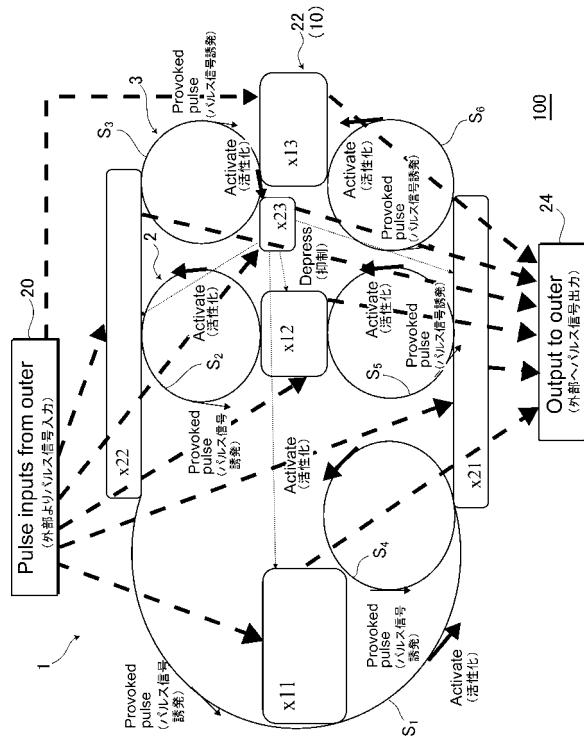 1
Pulse inputs from outer
(外部よりパルス信号入力)
20
S₃
3
Provoked
pulse
(パルス信号誘発)
22
(10)
x22
2
Activate
(活性化)
x13
Provoked
pulse
(パルス信号
誘発)
S₂
Activate
(活性化)
x23
Provoked
pulse
(パルス信号
誘発)
Depress
(抑制)
Activate
(活性化)
S₆
x11
Activate
(活性化)
x12
Provoked
pulse
(パルス信号誘発)
Activate
(活性化)
S₅
Provoked
pulse
(パルス信号誘発)
S₄
Provoked
pulse
(パルス信号
誘発)
x21
S₁
Activate
(活性化)
Output to outer
(外部へパルス信号出力)
24
100